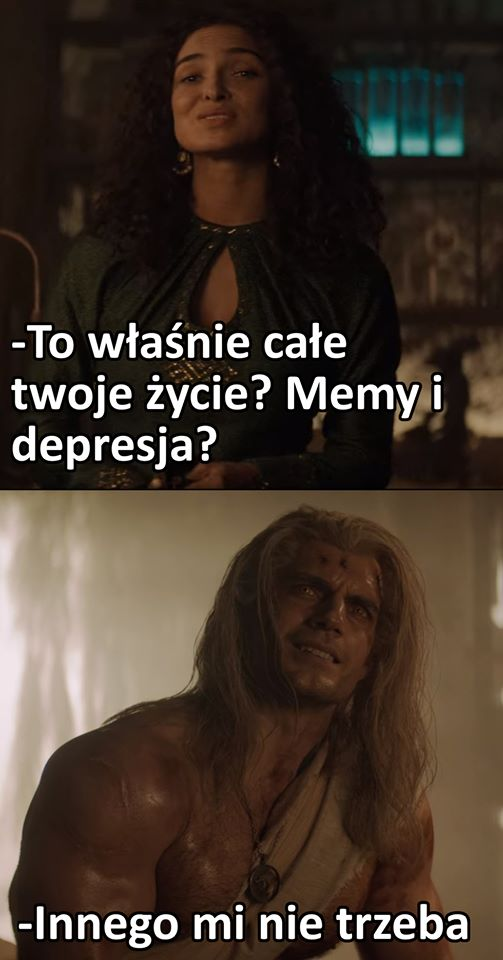 -To właśnie całe
twoje życie? Memy i
depresja?
-Innego mi nie trzeba